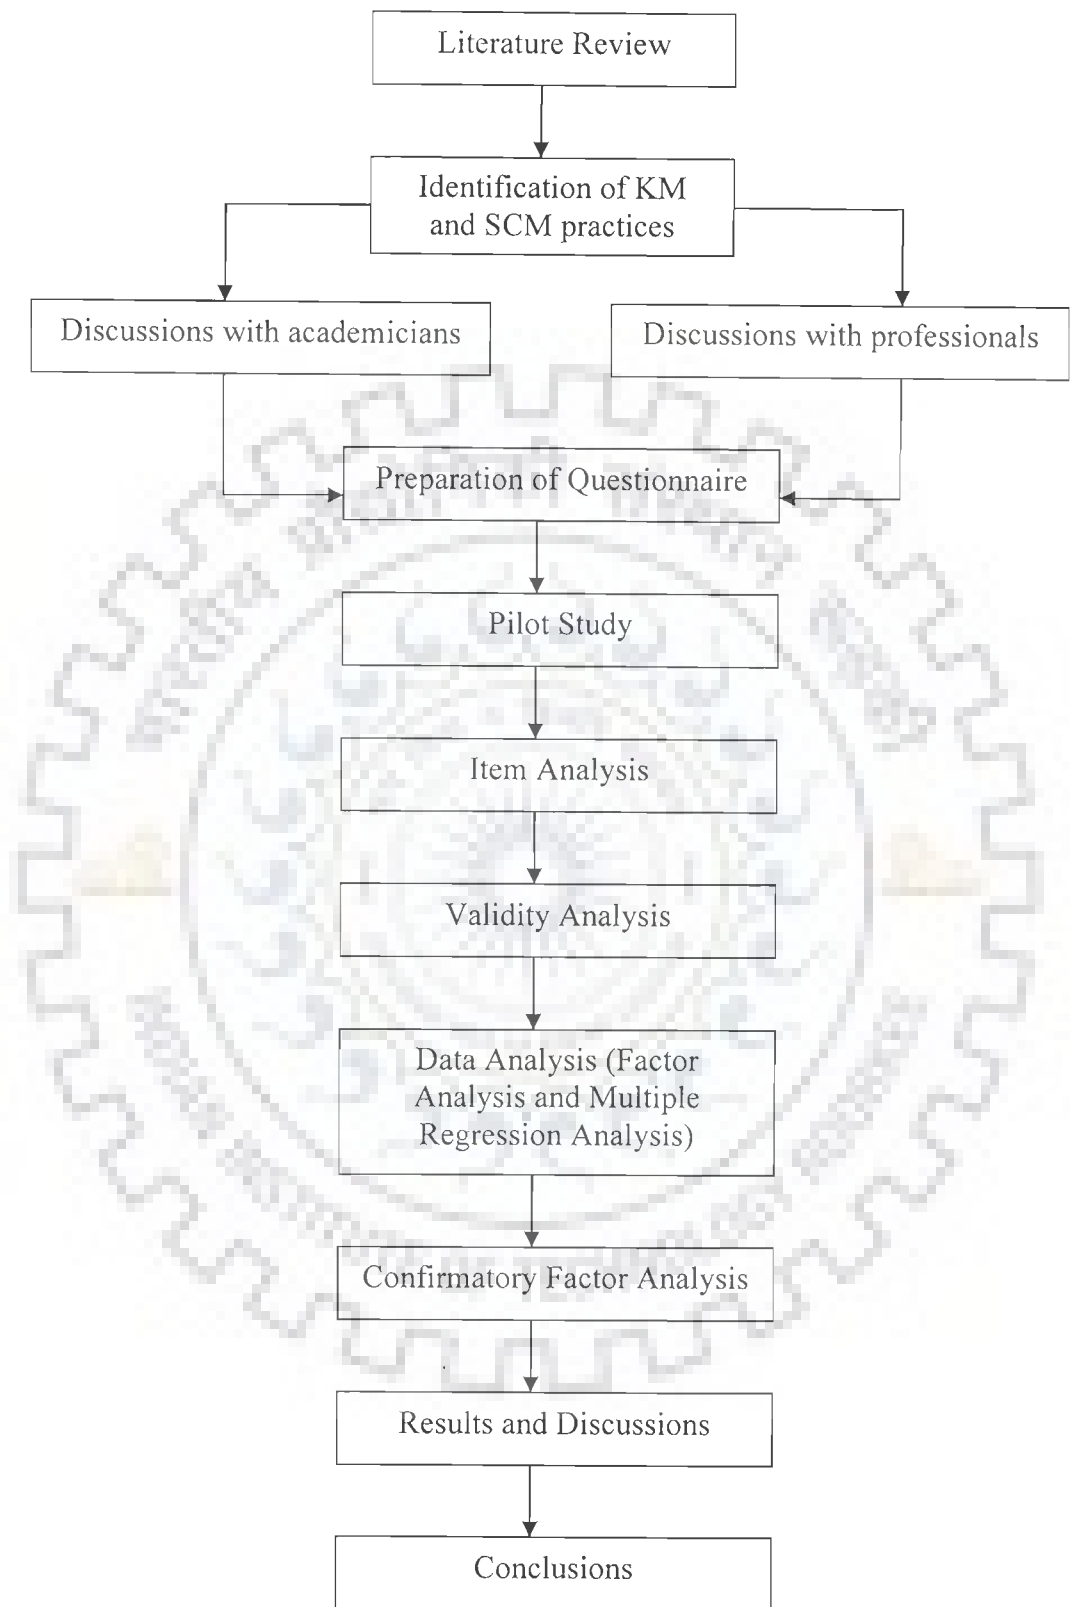 Literature Review
Identification of KM
and SCM practices
Discussions with academicians
Discussions with professionals
Preparation of Questionnaire
Pilot Study
Item Analysis
Validity Analysis
Data Analysis (Factor
Analysis and Multiple
Regression Analysis)
Confirmatory Factor Analysis
Results and Discussions
Conclusions